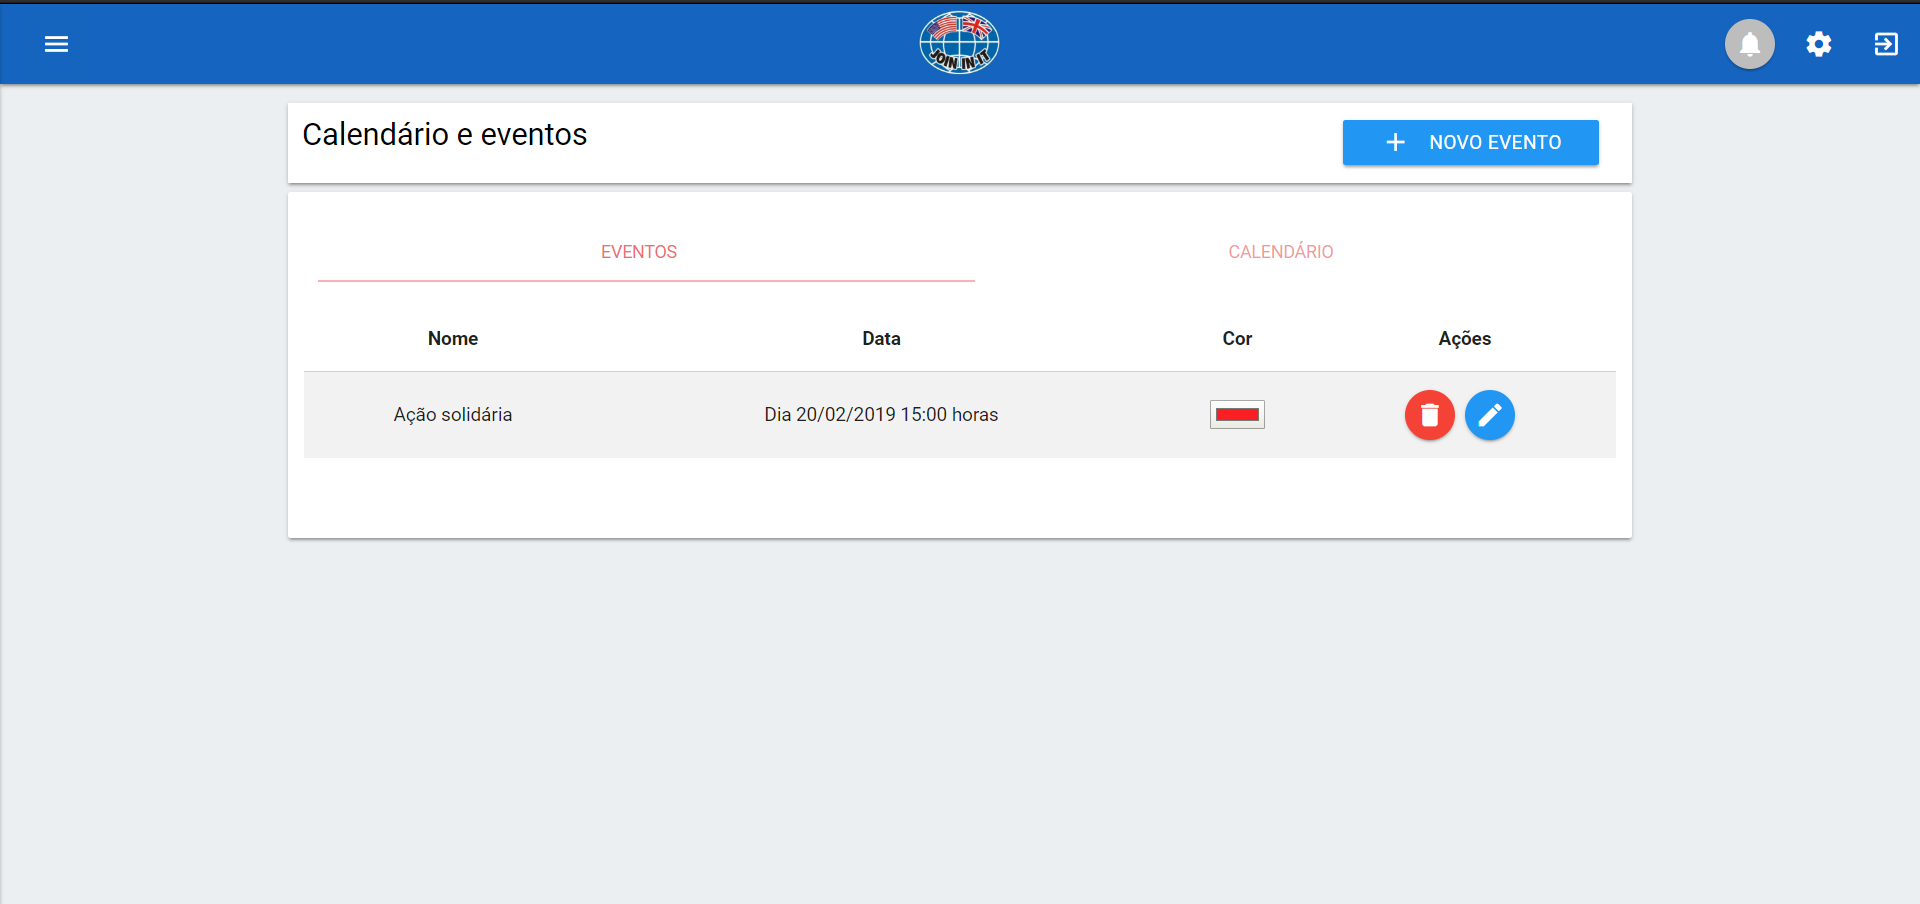 JOIN IN IT
Calendário e eventos
NOVO EVENTO
EVENTOS
CALENDÁRIO
Nome
Data
Cor
Ações
Ação solidária
Dia 20/02/2019 15:00 horas